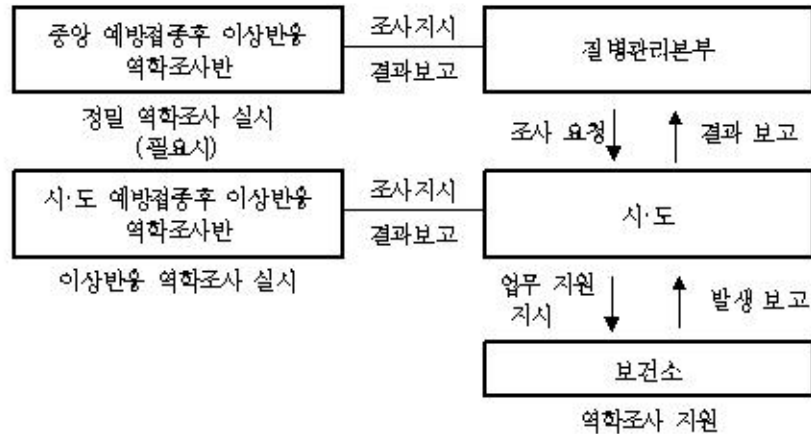 중앙 예방접종후 이상반응
역학조사반
조사지시
결과보고
질병관리본부
정밀 역학조사 실시
(필요시)
조사 요청
결과 보고
시·도 예방접종후 이상반응
역학조사반
조사지시
결과보고
시·도
이상반응 역학조사 실시
업무 지원
지시
발생 보고
보건소
역학조사 지원